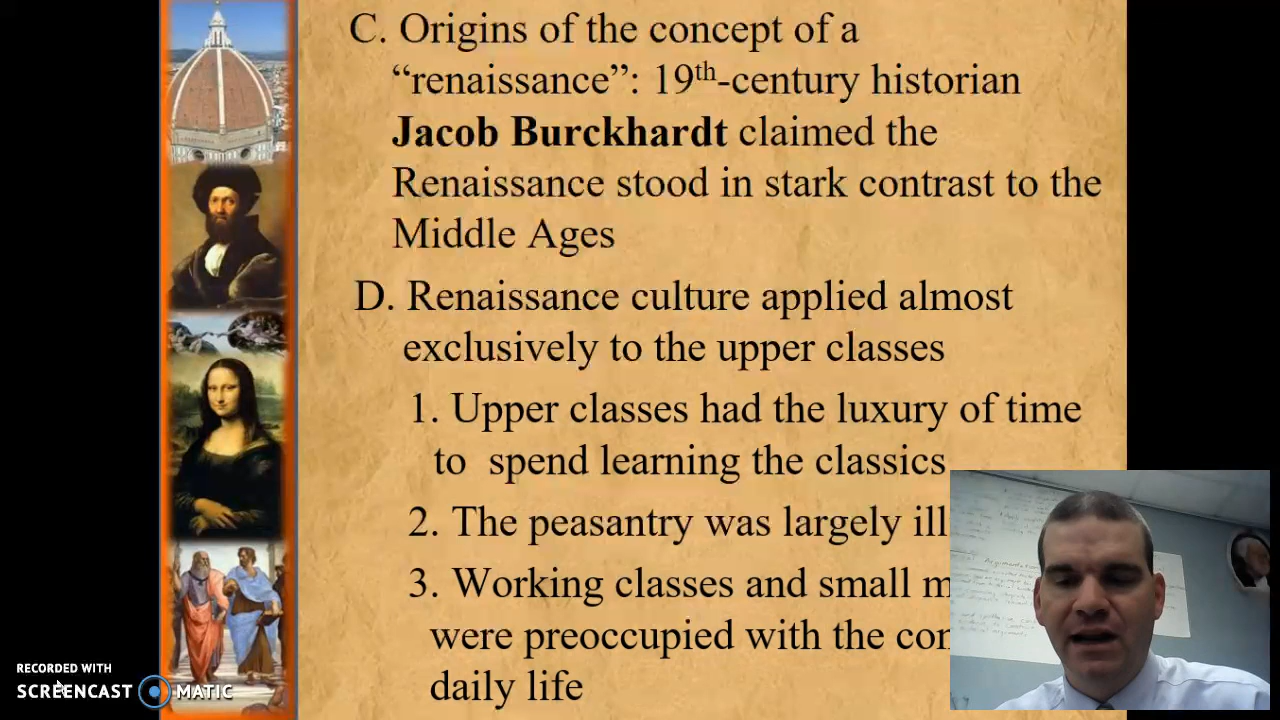 C. Origins of the concept of a
“renaissance”: 19th-century historian
Jacob Burckhardt claimed the
Renaissance stood in stark contrast to the
Middle Ages
D. Renaissance culture applied almost
exclusively to the upper classes
1. Upper classes had the luxury of time
to spend learning the classics
2. The peasantry was largely ill
3. Working classes and small m
were preoccupied with the con
daily life
RECORDED WITH
SCREENCAST MATIC